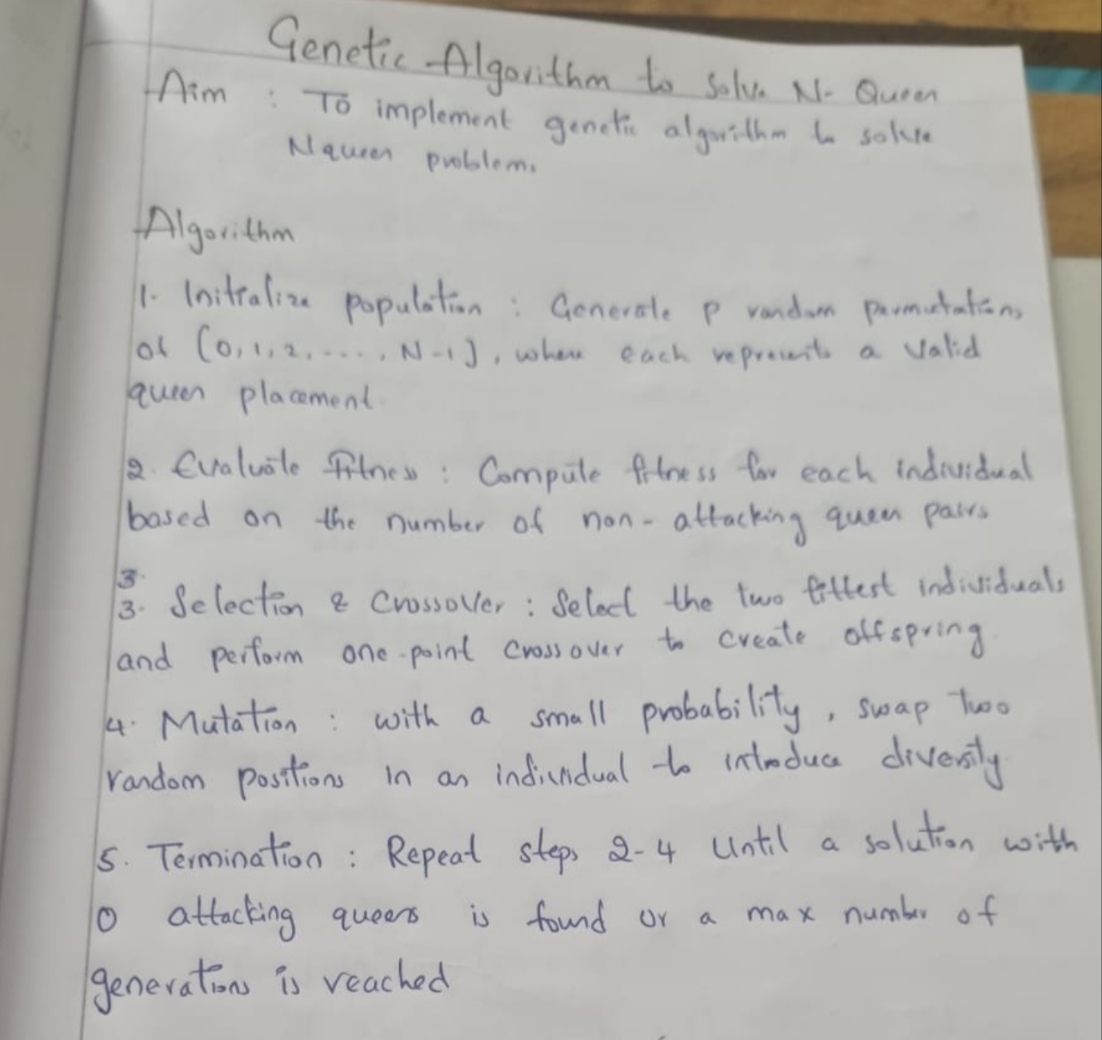 Genetic Algorithm to solve N- Queen
Aim : To implement genetic algorithm to solve
N queen problem.
Algorithm
1. Initialize population : Generate P random permutations
of [0, 1, 2, ...., N-1], where each represents a valid
queen placement.
2. Evaluate Fitness : Compute fitness for each individual
based on the number of non-attacking queen pairs
3.
3. Selection & Crossover : Select the two fittest individuals
and perform one-point crossover to create offspring.
4. Mutation : with a small probability, swap two
random positions in an individual to introduce diversity.
5. Termination : Repeat steps 2-4 Until a solution with
0 attacking queens is found or a max number of
generations is reached